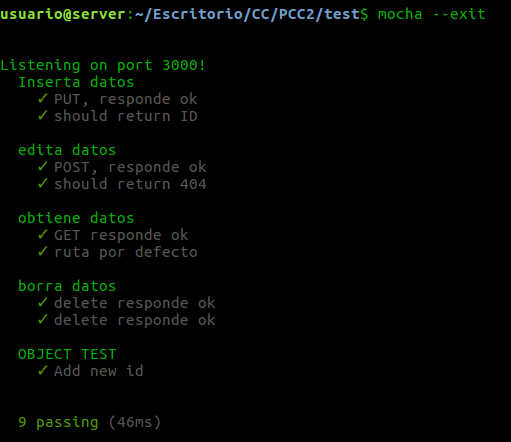 usuario@server:~/Escritorio/CC/PCC2/test$ mocha --exit
Listening on port 3000!
Inserta datos
✓ PUT, responde ok
✓ should return ID
edita datos
✓ POST, responde ok
✓ should return 404
obtiene datos
✓ GET responde ok
✓ ruta por defecto
borra datos
✓ delete responde ok
✓ delete responde ok
OBJECT TEST
✓ Add new id
9 passing (46ms)